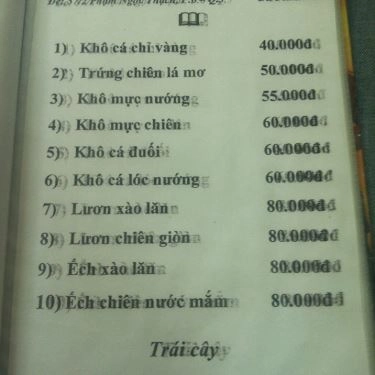 1) Khô cá chỉ vàng 40.000đ
2) Trứng chiên lá mơ 50.000đ
3) Khô mực nướng 55.000đ
4) Khô mực chiên 60.000đ
5) Khô cá đuối 60.000đ
6) Khô cá lóc nướng 60.000đ
7) Lươn xào lăn 80.000đ
8) Lươn chiên giòn 80.000đ
9) Ếch xào lăn 80.000đ
10) Ếch chiên nước mắm 80.000đ
Trái cây